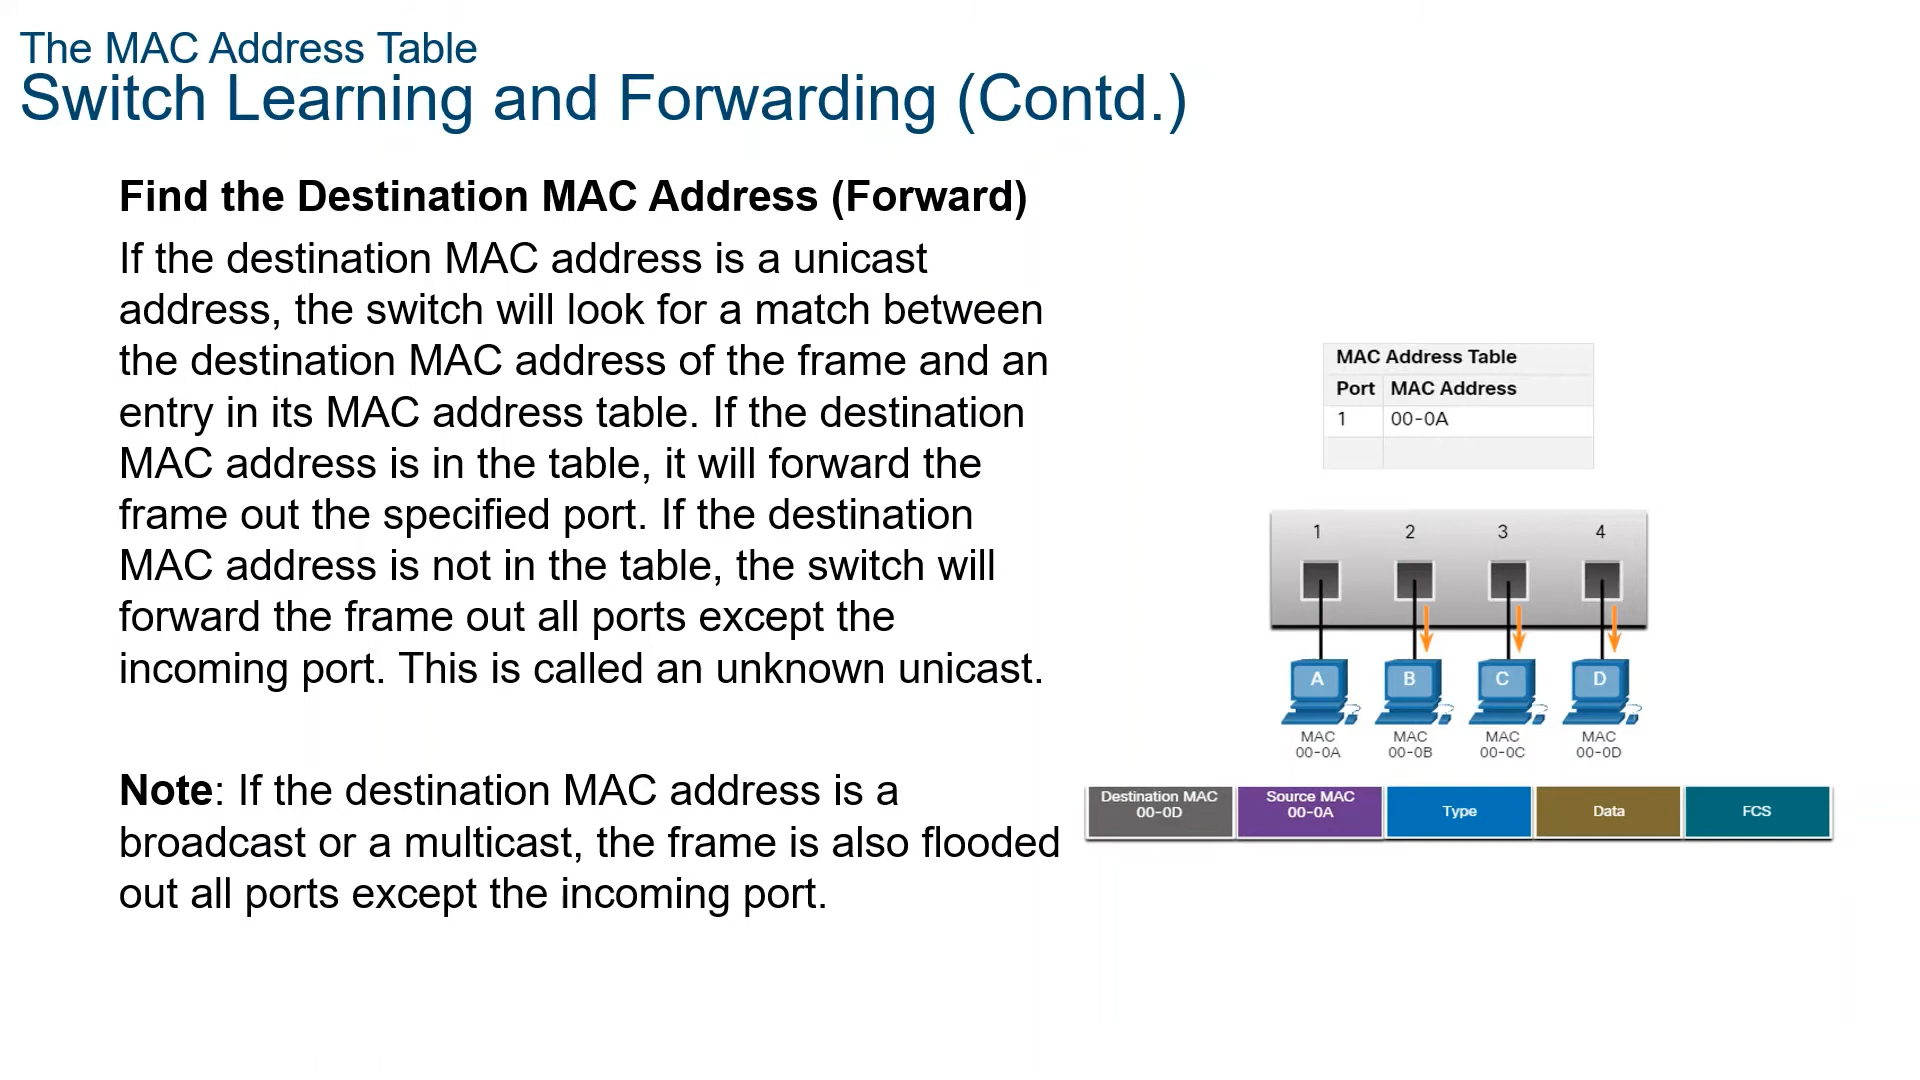 The MAC Address Table
Switch Learning and Forwarding (Contd.)
Find the Destination MAC Address (Forward)
If the destination MAC address is a unicast
address, the switch will look for a match between
the destination MAC address of the frame and an
entry in its MAC address table. If the destination
MAC address is in the table, it will forward the
frame out the specified port. If the destination
MAC address is not in the table, the switch will
forward the frame out all ports except the
incoming port. This is called an unknown unicast.
Note: If the destination MAC address is a
broadcast or a multicast, the frame is also flooded
out all ports except the incoming port.
MAC Address Table
Port MAC Address
1 00-0A
1 2 3 4
A B C D
MAC MAC MAC MAC
00-0A 00-0B 00-0C 00-0D
Destination MAC Source MAC
00-0D 00-0A Type Data FCS